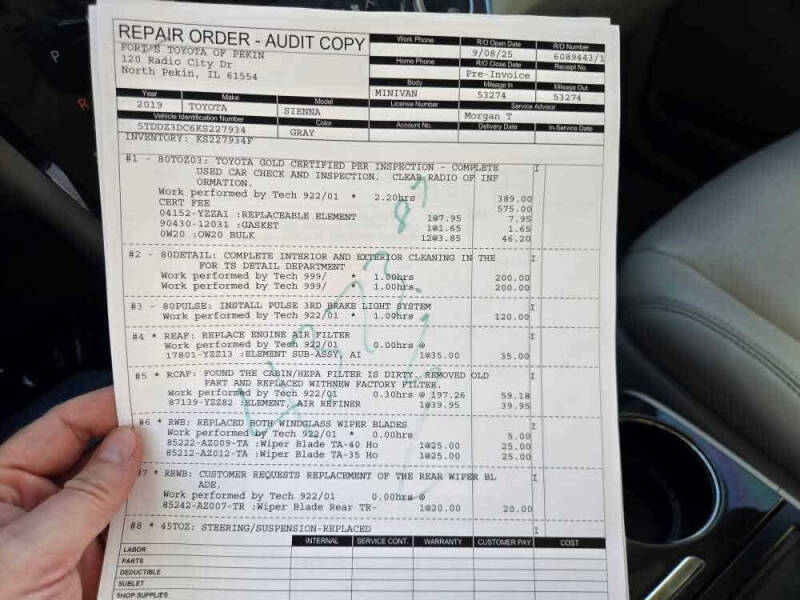 REPAIR ORDER - AUDIT COPY
FORT'S TOYOTA OF PEKIN
120 Radio City Dr
North Pekin, IL 61554
Work Phone
R/O Open Date
R/O Number
9/08/25
6089443/1
Home Phone
R/O Close Date
Receipt No.
Pre-Invoice
Body
Mileage In
Mileage Out
MINIVAN
53274
53274
Year
Make
Model
License Number
Service Advisor
2019
TOYOTA
SIENNA
Morgan T
Vehicle Identification Number
Color
Account No.
Delivery Date
In-Service Date
5TDDZ3DC6KS227934
GRAY
INVENTORY: KS227934F
#1 - 80TOZ03: TOYOTA GOLD CERTIFIED PER INSPECTION - COMPLETE
USED CAR CHECK AND INSPECTION. CLEAR RADIO OF INF
ORMATION.
Work performed by Tech 922/01 * 2.20hrs 389.00
CERT FEE 575.00
04152-YZZA1 :REPLACEABLE ELEMENT 1@7.95 7.95
90430-12031 :GASKET 1@1.65 1.65
0W20 :OW20 BULK 12@3.85 46.20
#2 - 80DETAIL: COMPLETE INTERIOR AND EXTERIOR CLEANING IN THE
FOR TS DETAIL DEPARTMENT
Work performed by Tech 999/ * 1.00hrs 200.00
Work performed by Tech 999/ * 1.00hrs 200.00
#3 - 80PULSE: INSTALL PULSE 3RD BRAKE LIGHT SYSTEM
Work performed by Tech 922/01 * 1.00hrs 120.00
#4 * REAF: REPLACE ENGINE AIR FILTER
Work performed by Tech 922/01 0.00hrs @
17801-YZZ13 :ELEMENT SUB-ASSY, AI 1@35.00 35.00
#5 * RCAF: FOUND THE CABIN/HEPA FILTER IS DIRTY. REMOVED OLD
PART AND REPLACED WITHNEW FACTORY FILTER.
Work performed by Tech 922/01 0.30hrs @ 197.26 59.18
87139-YZZ82 :ELEMENT, AIR REFINER 1@39.95 39.95
#6 * RWB: REPLACED BOTH WINDGLASS WIPER BLADES
Work performed by Tech 922/01 * 0.00hrs 5.00
85222-AZ009-TA :Wiper Blade TA-40 Ho 1@25.00 25.00
85212-AZ012-TA :Wiper Blade TA-35 Ho 1@25.00 25.00
#7 * RRWB: CUSTOMER REQUESTS REPLACEMENT OF THE REAR WIPER BL
ADE.
Work performed by Tech 922/01 0.00hrs @
85242-AZ007-TR :Wiper Blade Rear TR- 1@20.00 20.00
#8 * 45TOZ: STEERING/SUSPENSION-REPLACED
INTERNAL
SERVICE CONT.
WARRANTY
CUSTOMER PAY
COST
LABOR
PARTS
DEDUCTIBLE
SUBLET
SHOP-SUPPLIES
P
R